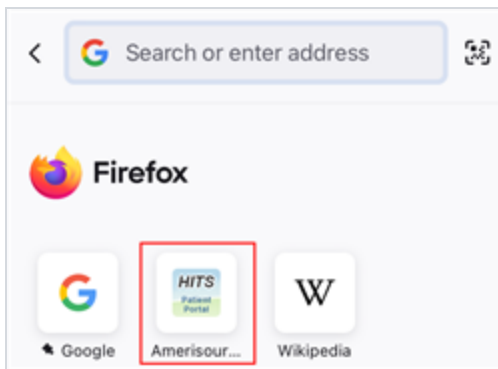 Search or enter address
Firefox
HITS
Patient
Portal
W
Google
Amerisour...
Wikipedia